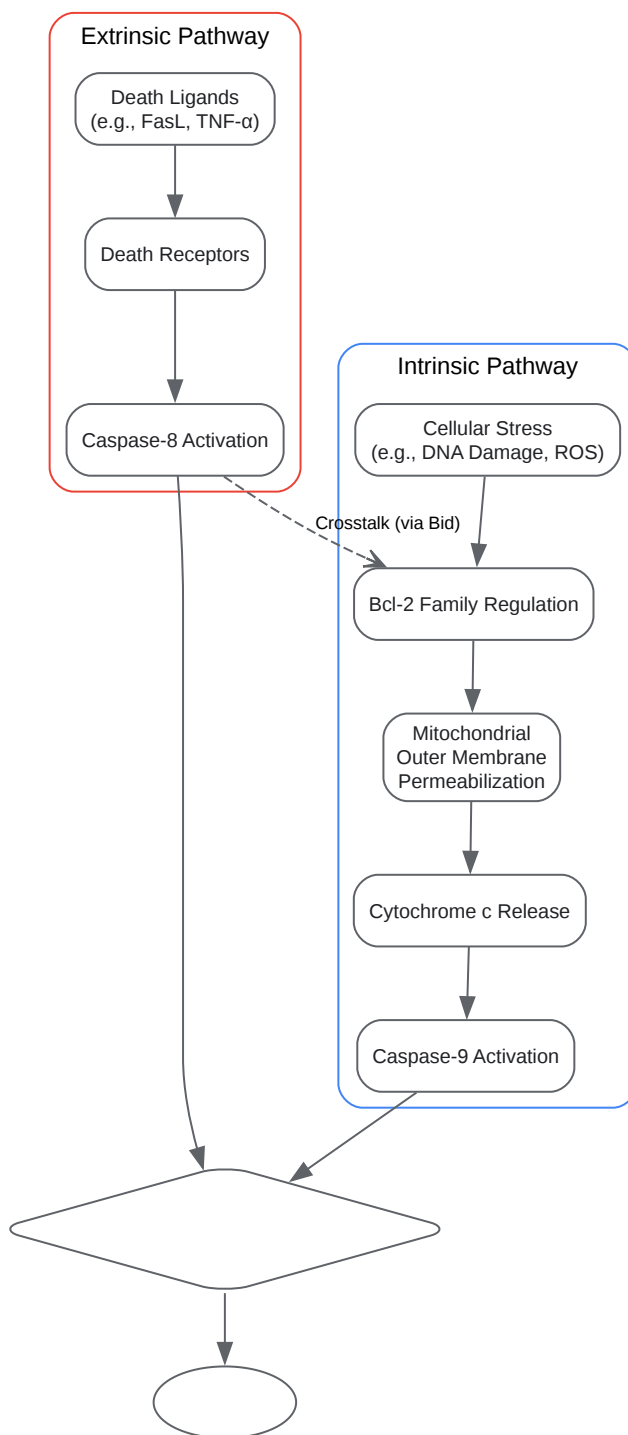 Extrinsic Pathway
Death Ligands
(e.g., FasL, TNF-α)
Death Receptors
Caspase-8 Activation
Intrinsic Pathway
Cellular Stress
(e.g., DNA Damage, ROS)
Crosstalk (via Bid)
Bcl-2 Family Regulation
Mitochondrial
Outer Membrane
Permeabilization
Cytochrome c Release
Caspase-9 Activation